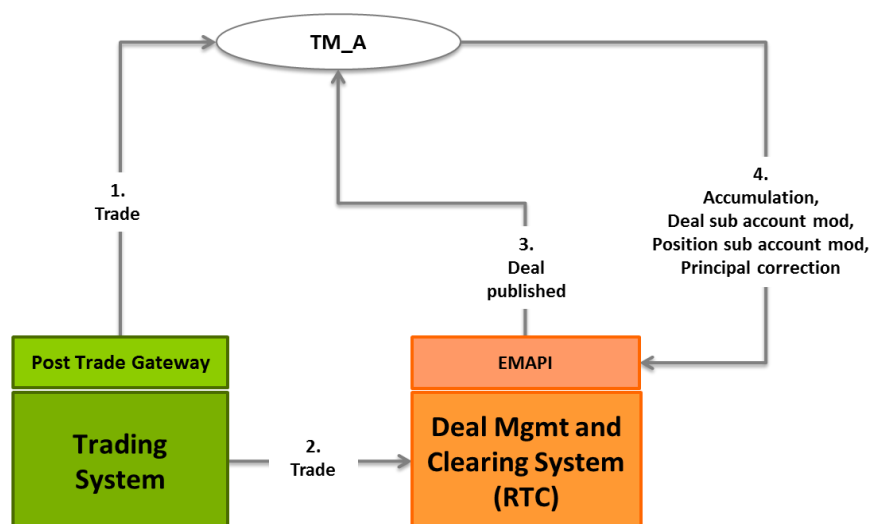 TM_A
1.
Trade
4.
Accumulation,
Deal sub account mod,
Position sub account mod,
Principal correction
3.
Deal
published
Post Trade Gateway
EMAPI
Trading
System
2.
Trade
Deal Mgmt and
Clearing System
(RTC)